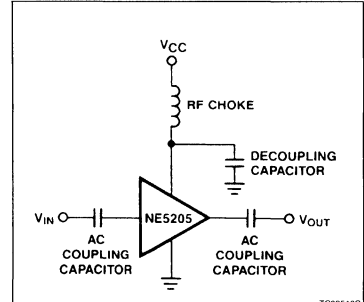 VCC
RF CHOKE
DECOUPLING
CAPACITOR
VIN
NE5205
VOUT
AC
COUPLING
CAPACITOR
AC
COUPLING
CAPACITOR